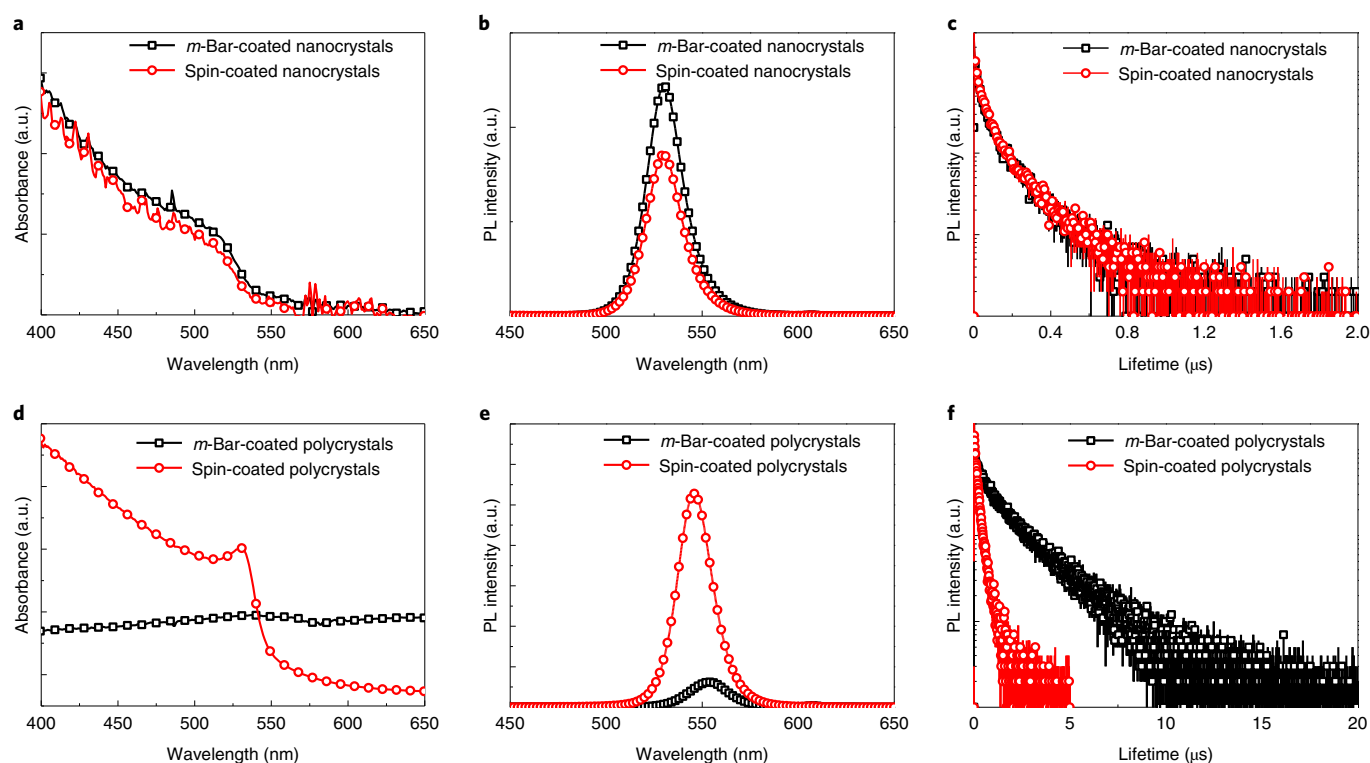 a
m-Bar-coated nanocrystals
Spin-coated nanocrystals
Absorbance (a.u.)
400 450 500 550 600 650
Wavelength (nm)
b
m-Bar-coated nanocrystals
Spin-coated nanocrystals
PL intensity (a.u.)
450 500 550 600 650
Wavelength (nm)
c
m-Bar-coated nanocrystals
Spin-coated nanocrystals
PL intensity (a.u.)
0 0.4 0.8 1.2 1.6 2.0
Lifetime (μs)
d
m-Bar-coated polycrystals
Spin-coated polycrystals
Absorbance (a.u.)
400 450 500 550 600 650
Wavelength (nm)
e
m-Bar-coated polycrystals
Spin-coated polycrystals
PL intensity (a.u.)
450 500 550 600 650
Wavelength (nm)
f
m-Bar-coated polycrystals
Spin-coated polycrystals
PL intensity (a.u.)
0 5 10 15 20
Lifetime (μs)